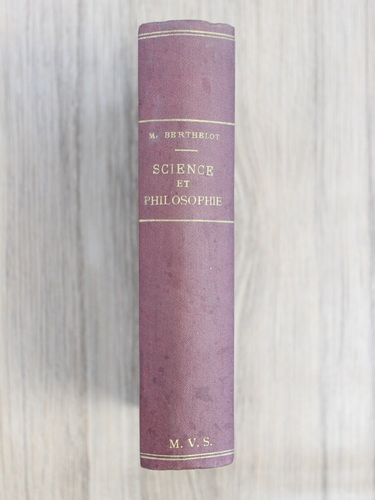 M. BERTHELOT
SCIENCE
ET
PHILOSOPHIE
M. V. S.